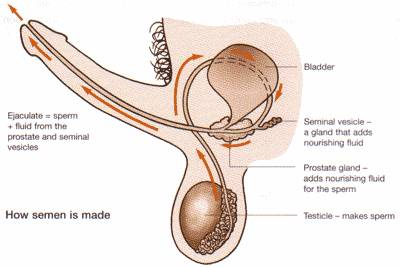 Bladder
Ejaculate = sperm
+ fluid from the
prostate and seminal
vesicles
Seminal vesicle –
a gland that adds
nourishing fluid
Prostate gland –
adds nourishing fluid
for the sperm
How semen is made
Testicle – makes sperm